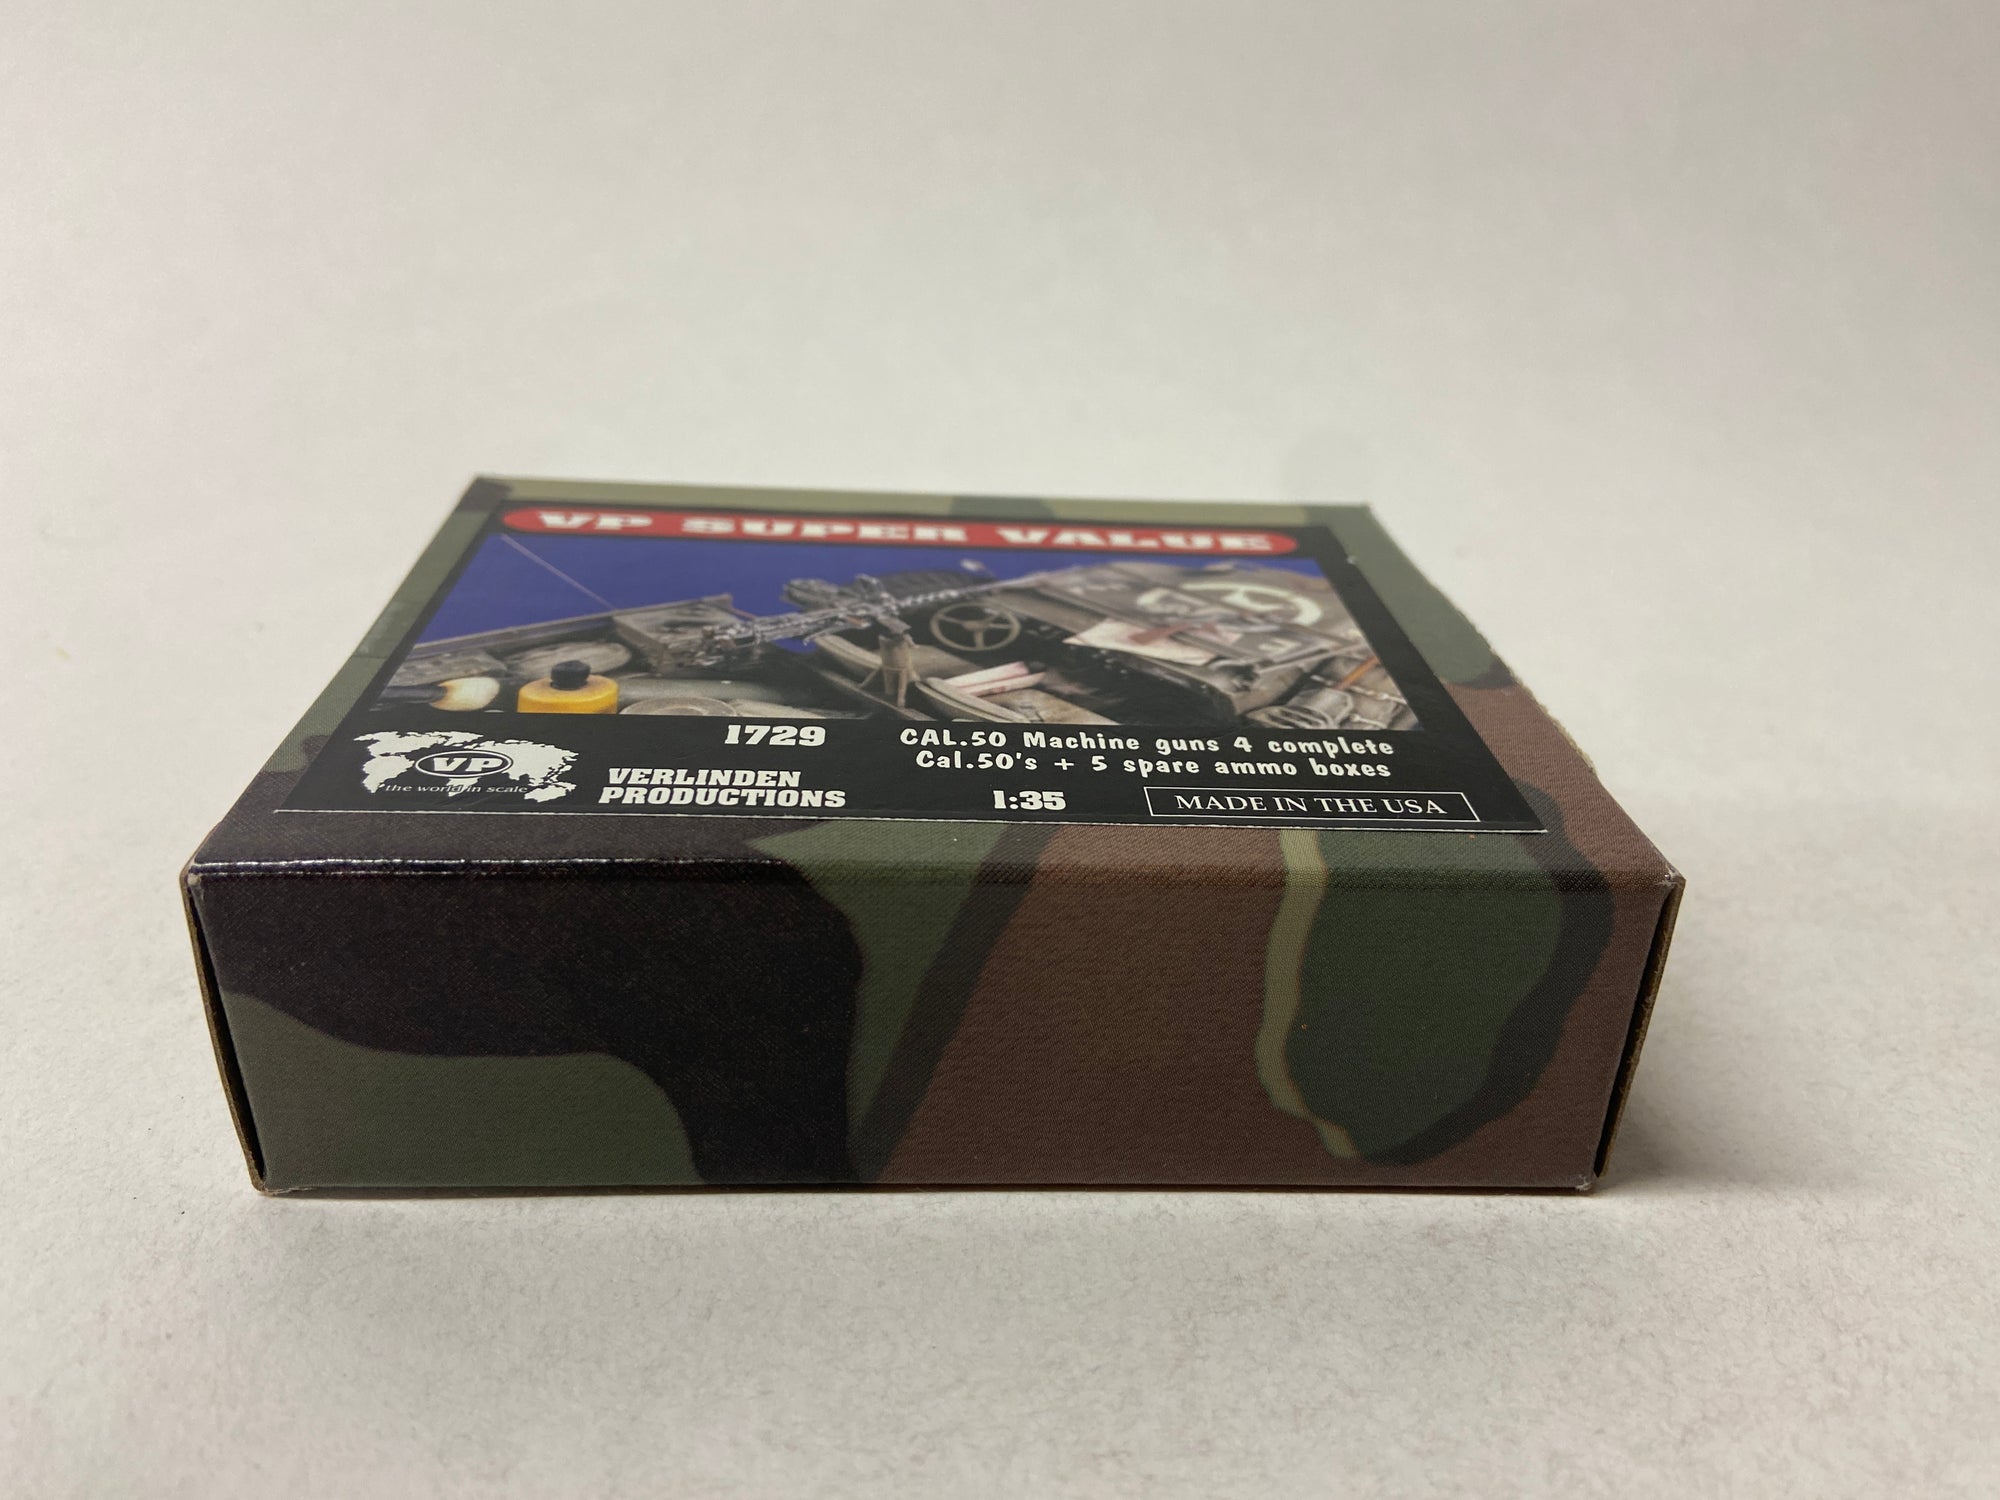 VP SUPER VALUE
1729
CAL.50 Machine guns 4 complete
Cal.50's + 5 spare ammo boxes
VP
the world in scale
VERLINDEN
PRODUCTIONS
1:35
MADE IN THE USA